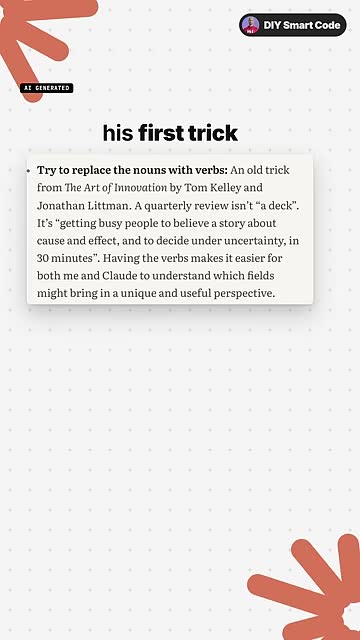 DIY Smart Code
AI GENERATED
his first trick
• Try to replace the nouns with verbs: An old trick
from The Art of Innovation by Tom Kelley and
Jonathan Littman. A quarterly review isn't “a deck”.
It's “getting busy people to believe a story about
cause and effect, and to decide under uncertainty, in
30 minutes”. Having the verbs makes it easier for
both me and Claude to understand which fields
might bring in a unique and useful perspective.